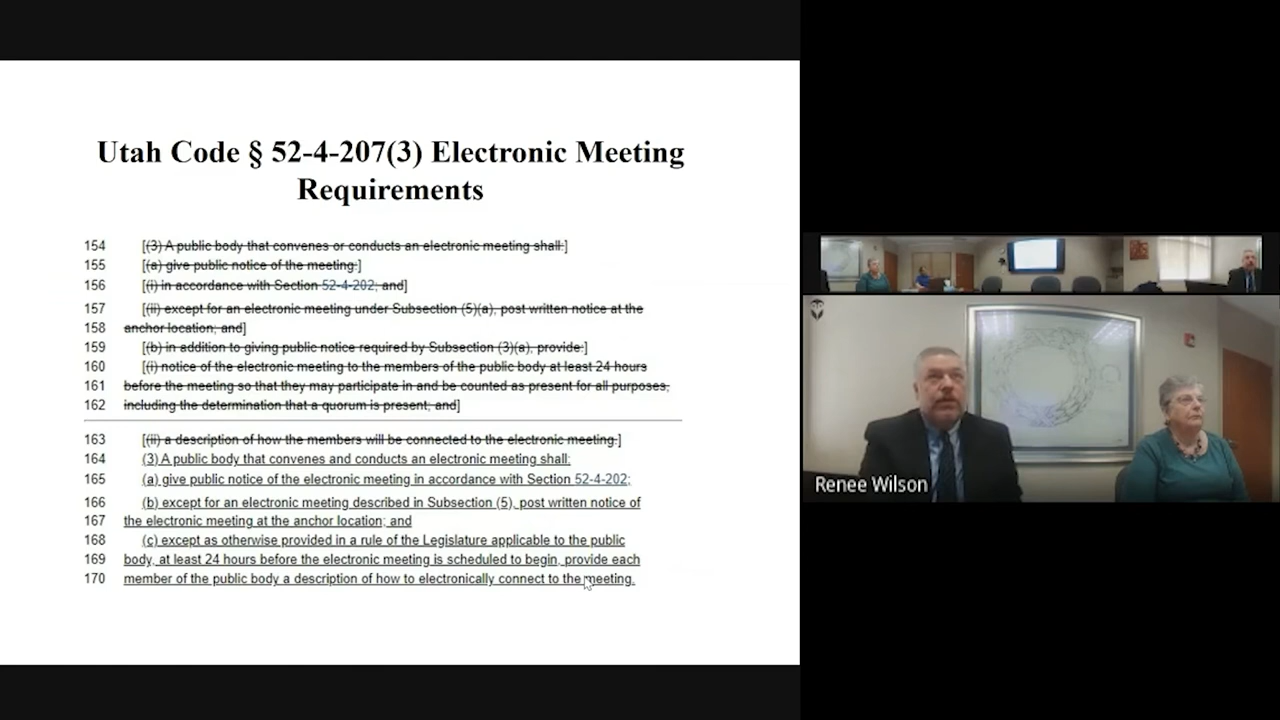 Utah Code § 52-4-207(3) Electronic Meeting
Requirements
154 [(3) A public body that convenes or conducts an electronic meeting shall:]
155 [(a) give public notice of the meeting:]
156 [(i) in accordance with Section 52-4-202; and]
157 [(ii) except for an electronic meeting under Subsection (5)(a), post written notice at the
158 anchor location; and]
159 [(b) in addition to giving public notice required by Subsection (3)(a), provide:]
160 [(i) notice of the electronic meeting to the members of the public body at least 24 hours
161 before the meeting so that they may participate in and be counted as present for all purposes,
162 including the determination that a quorum is present; and]
163 [(ii) a description of how the members will be connected to the electronic meeting.]
164 (3) A public body that convenes and conducts an electronic meeting shall:
165 (a) give public notice of the electronic meeting in accordance with Section 52-4-202;
166 (b) except for an electronic meeting described in Subsection (5), post written notice of
167 the electronic meeting at the anchor location; and
168 (c) except as otherwise provided in a rule of the Legislature applicable to the public
169 body, at least 24 hours before the electronic meeting is scheduled to begin, provide each
170 member of the public body a description of how to electronically connect to the meeting.
Renee Wilson